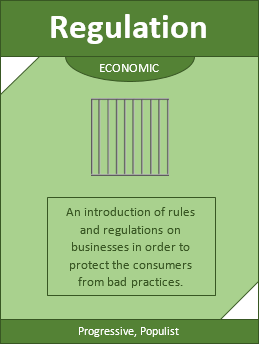 Regulation
ECONOMIC
An introduction of rules
and regulations on
businesses in order to
protect the consumers
from bad practices.
Progressive, Populist